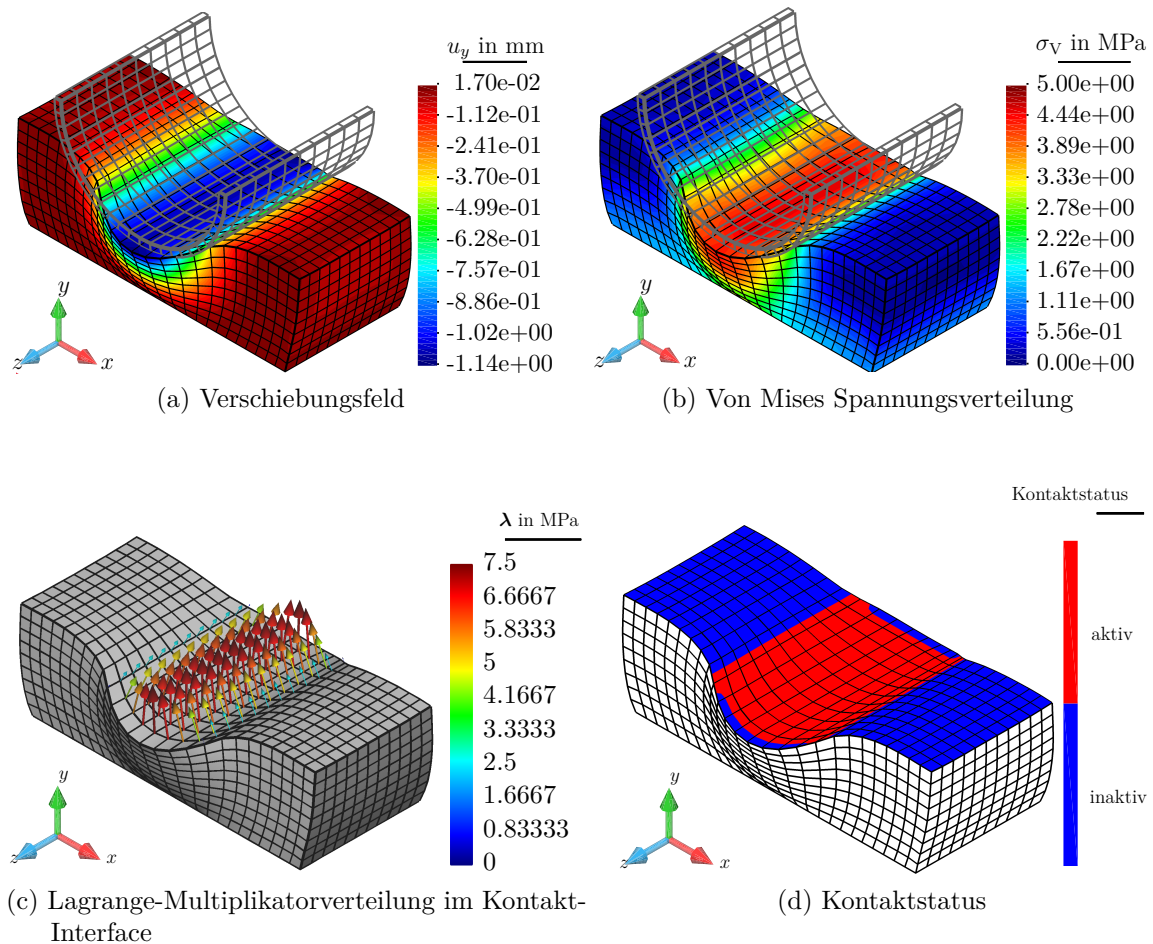 u_y in mm
1.70e-02
-1.12e-01
-2.41e-01
-3.70e-01
-4.99e-01
-6.28e-01
-7.57e-01
-8.86e-01
-1.02e+00
-1.14e+00
y
z
x
(a) Verschiebungsfeld
σ_V in MPa
5.00e+00
4.44e+00
3.89e+00
3.33e+00
2.78e+00
2.22e+00
1.67e+00
1.11e+00
5.56e-01
0.00e+00
y
z
x
(b) Von Mises Spannungsverteilung
λ in MPa
7.5
6.6667
5.8333
5
4.1667
3.3333
2.5
1.6667
0.83333
0
y
z
x
(c) Lagrange-Multiplikatorverteilung im Kontakt-
Interface
Kontaktstatus
aktiv
inaktiv
y
z
x
(d) Kontaktstatus